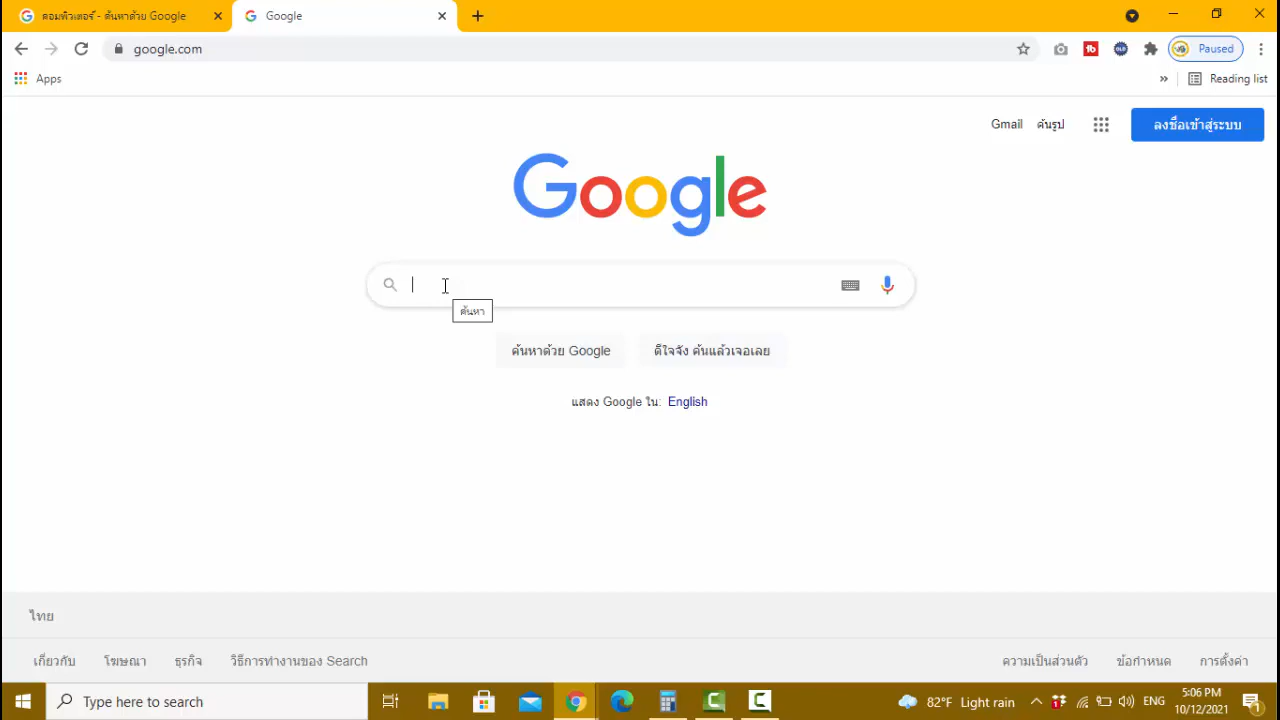 คอมพิวเตอร์ - ค้นหาด้วย Google
Google
google.com
Paused
Apps
Reading list
Gmail ค้นรูป ลงชื่อเข้าสู่ระบบ
Google
ค้นหา
ค้นหาด้วย Google ดีใจจัง ค้นแล้วเจอเลย
แสดง Google ใน: English
ไทย
เกี่ยวกับ โฆษณา ธุรกิจ วิธีการทำงานของ Search ความเป็นส่วนตัว ข้อกำหนด การตั้งค่า
Type here to search
82°F Light rain
ENG
5:06 PM
10/12/2021
1